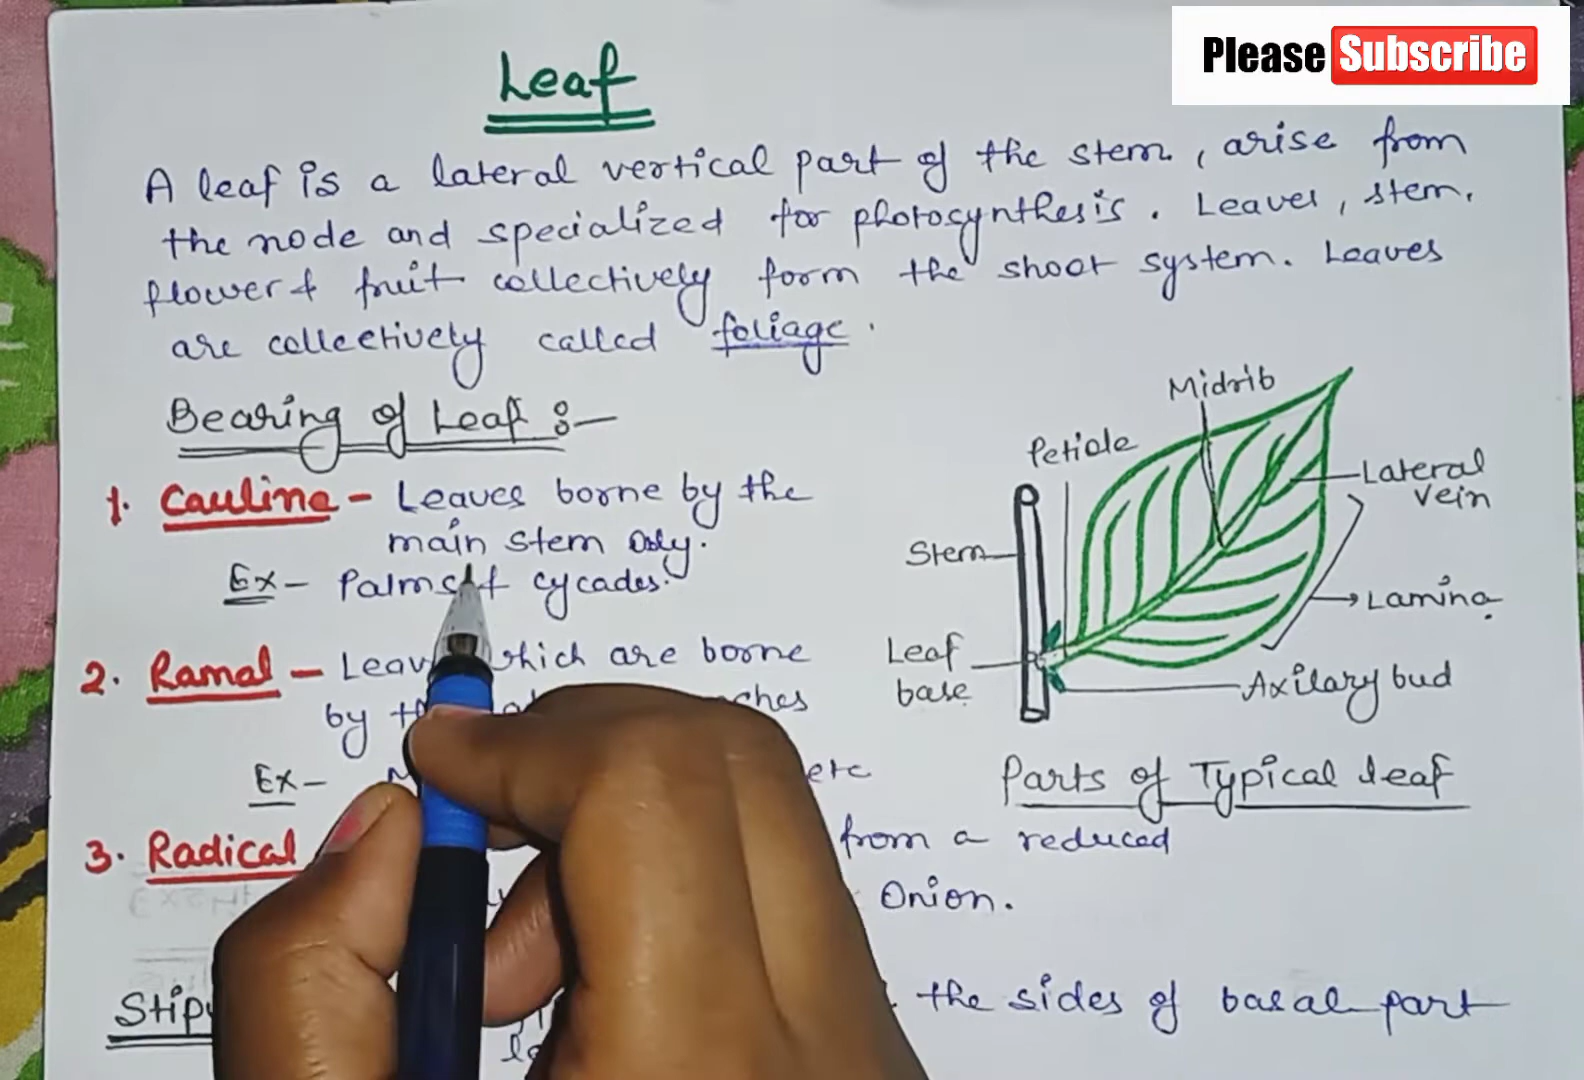 Please Subscribe
Leaf
A leaf is a lateral vertical part of the stem, arise from
the node and specialized for photosynthesis. Leaves, stem.
flower & fruit collectively form the shoot system. Leaves
are collectively called foliage.
Bearing of Leaf :-
1. Cauline - Leaves borne by the
main stem only.
Ex - Palms & cycades.
2. Ramal - which are borne
by
Ex - etc
3. Radical from a reduced
Onion.
the sides of basal part
Midrib
Petiole
Lateral
vein
Stem
Lamina
Leaf
base
Axilary bud
Parts of Typical leaf